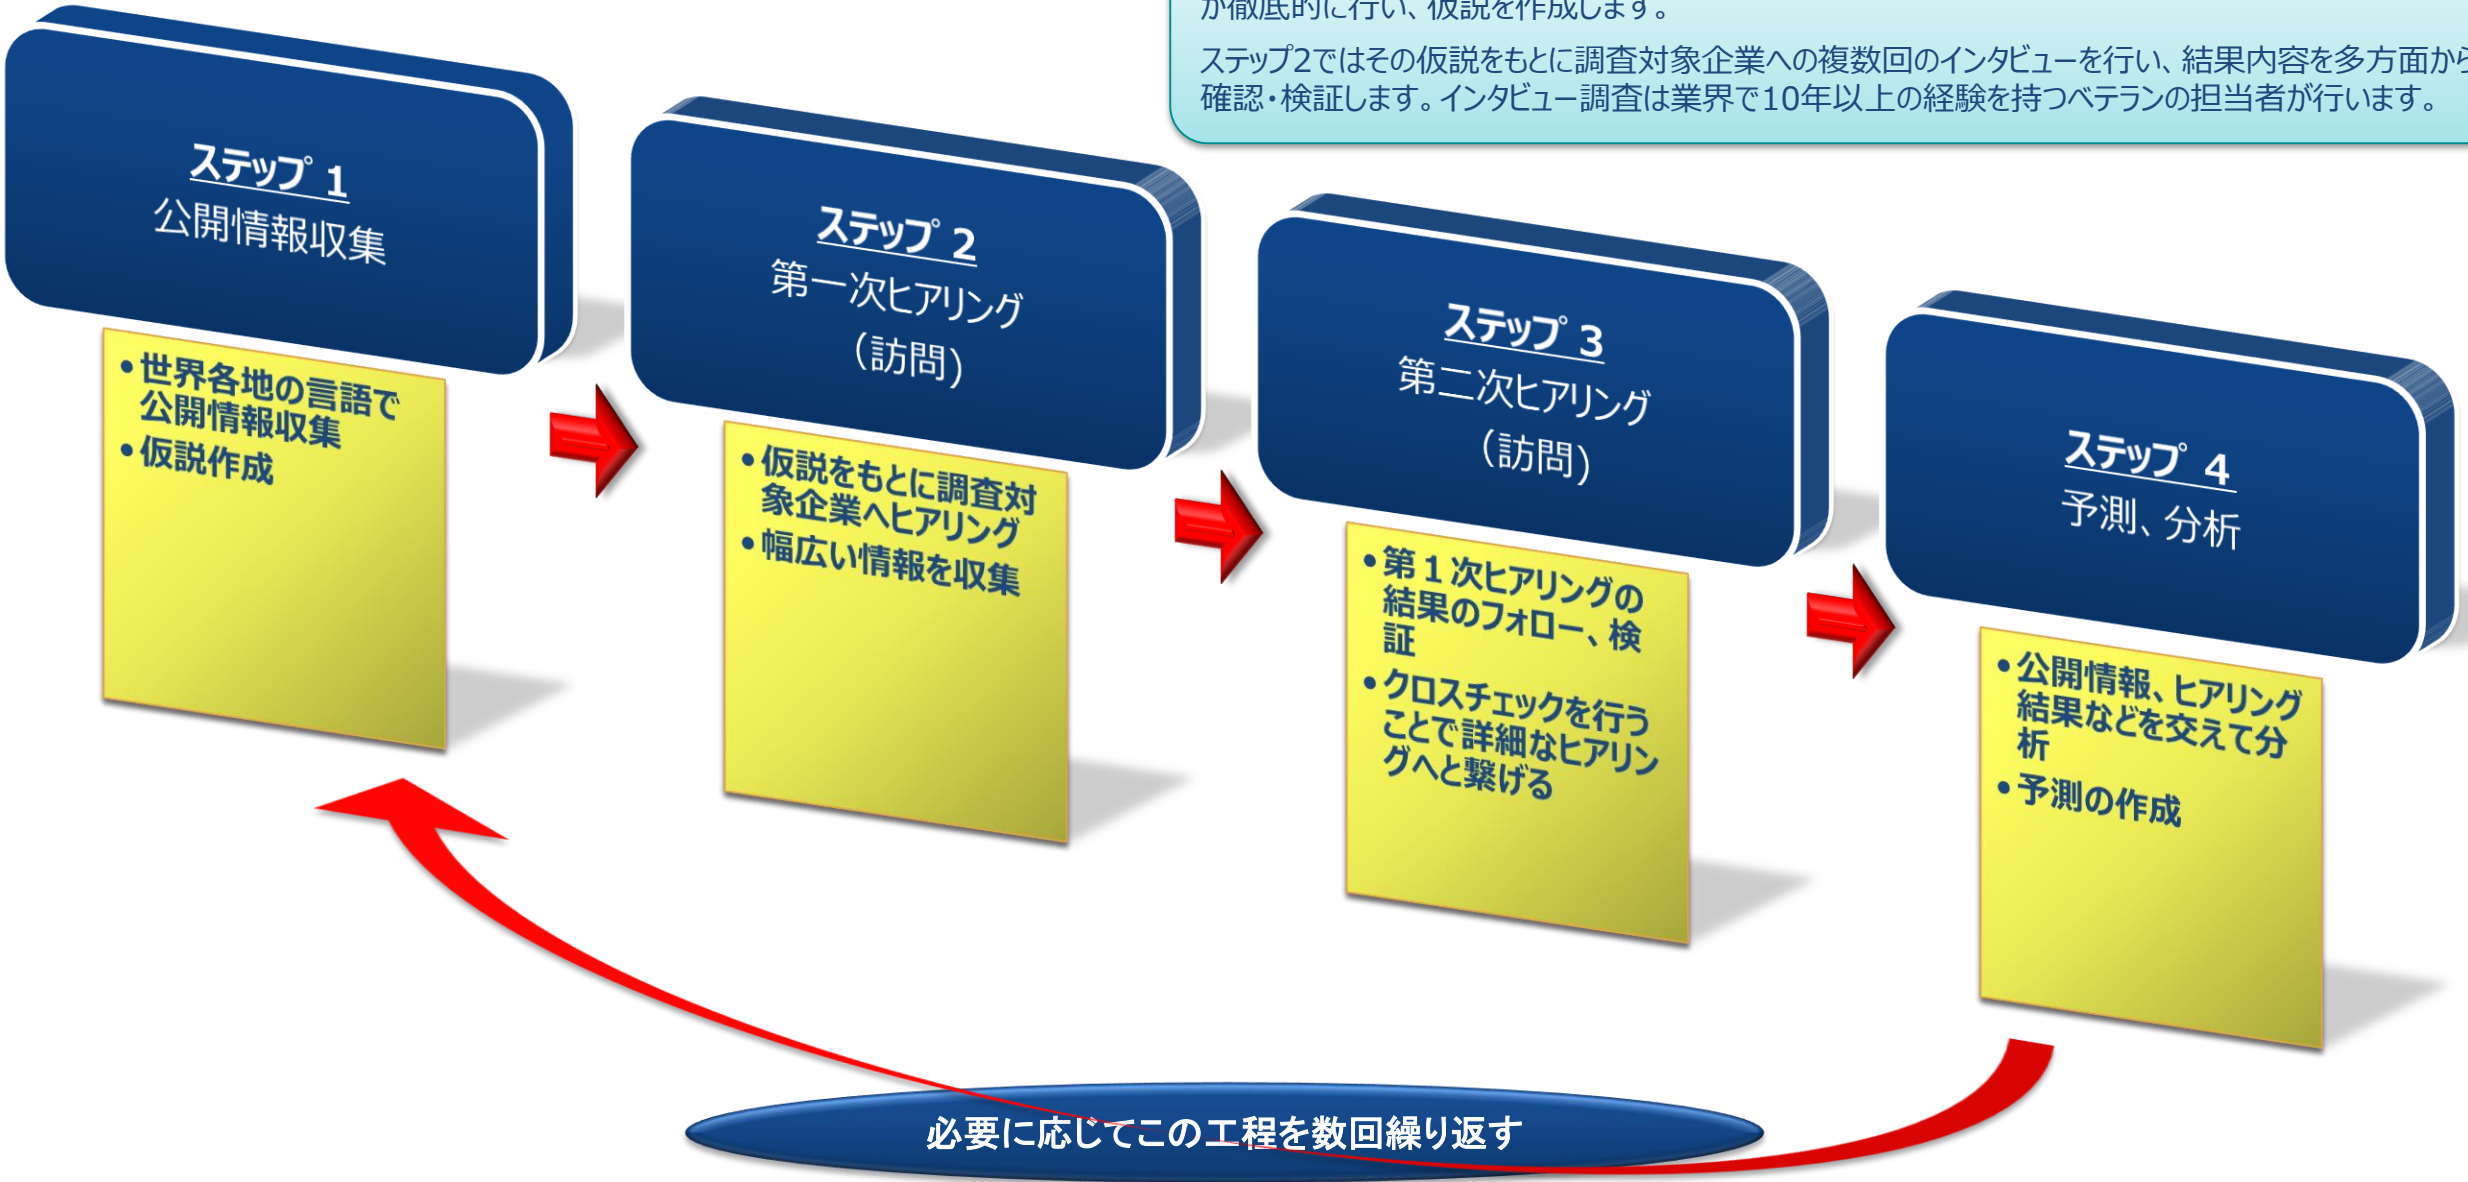 が徹底的に行い、仮説を作成します。
ステップ2ではその仮説をもとに調査対象企業への複数回のインタビューを行い、結果内容を多方面から
確認・検証します。インタビュー調査は業界で10年以上の経験を持つベテランの担当者が行います。
ステップ 1
公開情報収集
•世界各地の言語で
公開情報収集
•仮説作成
ステップ 2
第一次ヒアリング
（訪問）
•仮説をもとに調査対
象企業へヒアリング
•幅広い情報を収集
ステップ 3
第二次ヒアリング
（訪問）
•第１次ヒアリングの
結果のフォロー、検
証
•クロスチェックを行う
ことで詳細なヒアリン
グへと繋げる
ステップ 4
予測、分析
•公開情報、ヒアリング
結果などを交えて分
析
•予測の作成
必要に応じてこの工程を数回繰り返す